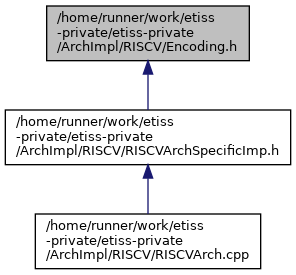 /home/runner/work/etiss
-private/etiss-private
/ArchImpl/RISCV/Encoding.h
/home/runner/work/etiss
-private/etiss-private
/ArchImpl/RISCV/RISCVArchSpecificImp.h
/home/runner/work/etiss
-private/etiss-private
/ArchImpl/RISCV/RISCVArch.cpp